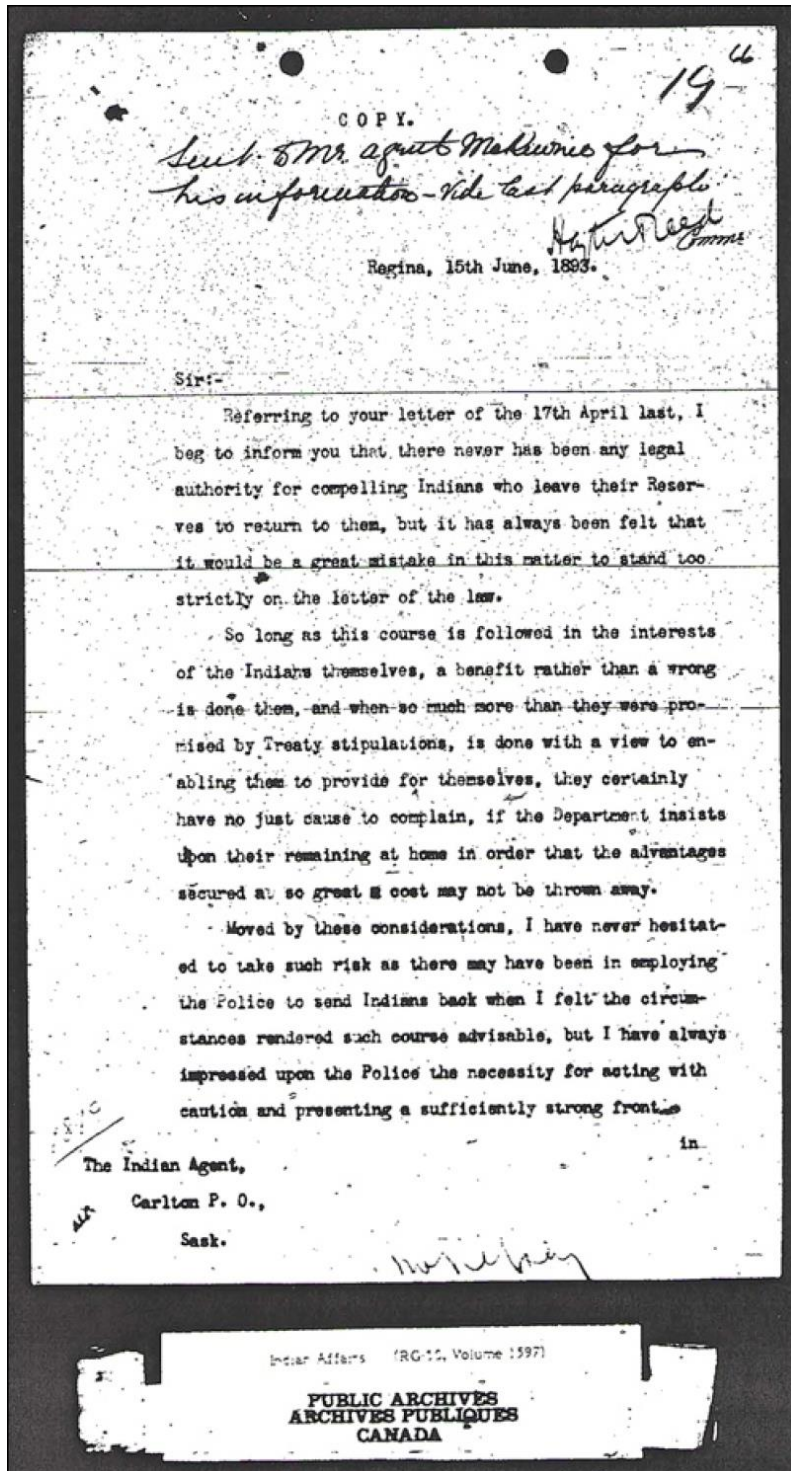 19
COPY.
Sent to Mr. Agent McKenzie for
his information - Vide last paragraph
Hayter Reed
Commr
Regina, 15th June, 1893.
Sir:-
Referring to your letter of the 17th April last, I
beg to inform you that there never has been any legal
authority for compelling Indians who leave their Reser-
ves to return to them, but it has always been felt that
it would be a great mistake in this matter to stand too
strictly on the letter of the law.
So long as this course is followed in the interests
of the Indians themselves, a benefit rather than a wrong
is done them, and when so much more than they were pro-
mised by Treaty stipulations, is done with a view to en-
abling them to provide for themselves, they certainly
have no just cause to complain, if the Department insists
upon their remaining at home in order that the advantages
secured at so great a cost may not be thrown away.
Moved by these considerations, I have never hesitat-
ed to take such risk as there may have been in employing
the Police to send Indians back when I felt the circum-
stances rendered such course advisable, but I have always
impressed upon the Police the necessity for acting with
caution and presenting a sufficiently strong front
in
The Indian Agent,
Carlton P. O.,
Sask.
Indian Affairs (RG-10, Volume 1597)
PUBLIC ARCHIVES
ARCHIVES PUBLIQUES
CANADA